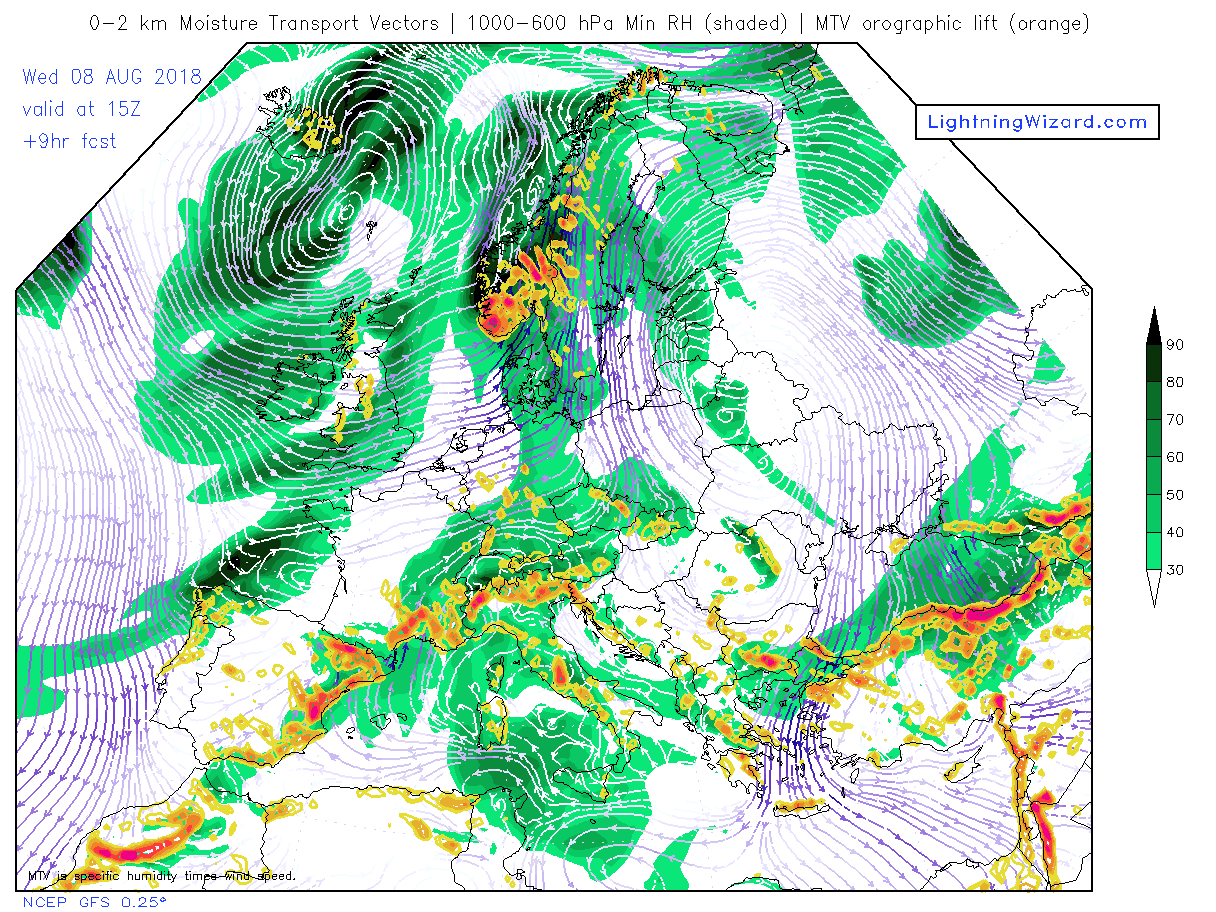 0-2 km Moisture Transport Vectors | 1000-600 hPa Min RH (shaded) | MTV orographic lift (orange)
Wed 08 AUG 2018
valid at 15Z
+9hr fcst
LightningWizard.com
90
80
70
60
50
40
30
MTV is specific humidity times wind speed.
NCEP GFS 0.25°